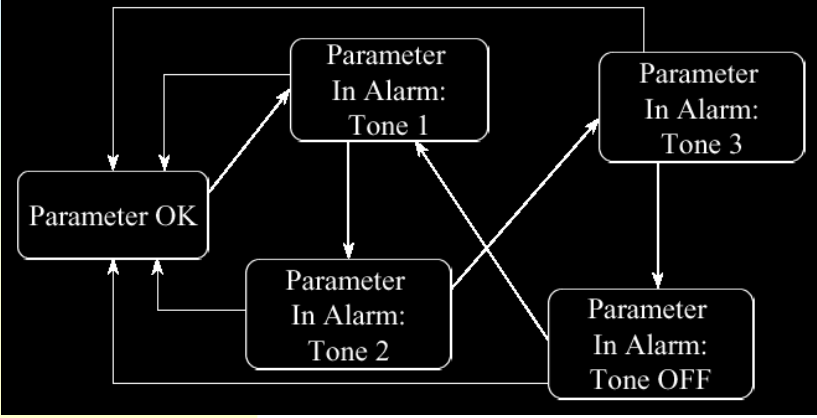 Parameter
In Alarm:
Tone 1
Parameter
In Alarm:
Tone 3
Parameter OK
Parameter
In Alarm:
Tone 2
Parameter
In Alarm:
Tone OFF